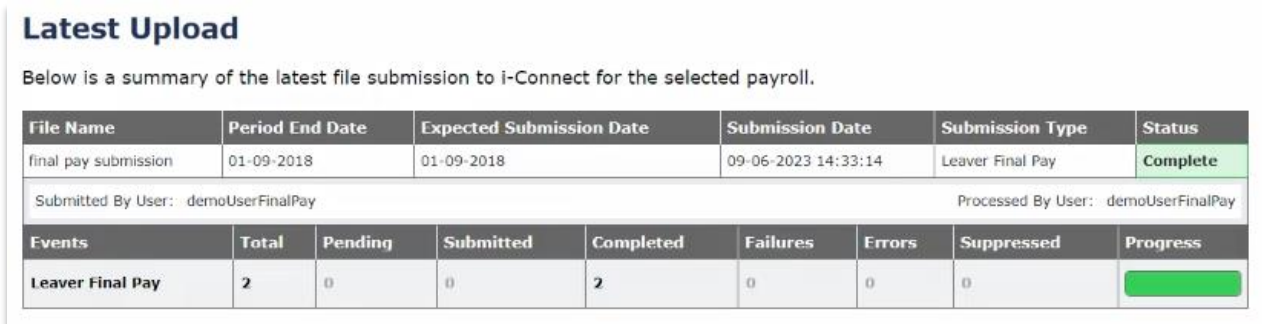 Latest Upload
Below is a summary of the latest file submission to i-Connect for the selected payroll.
File Name Period End Date Expected Submission Date Submission Date Submission Type Status
final pay submission 01-09-2018 01-09-2018 09-06-2023 14:33:14 Leaver Final Pay Complete
Submitted By User: demoUserFinalPay Processed By User: demoUserFinalPay
Events Total Pending Submitted Completed Failures Errors Suppressed Progress
Leaver Final Pay 2 0 0 2 0 0 0